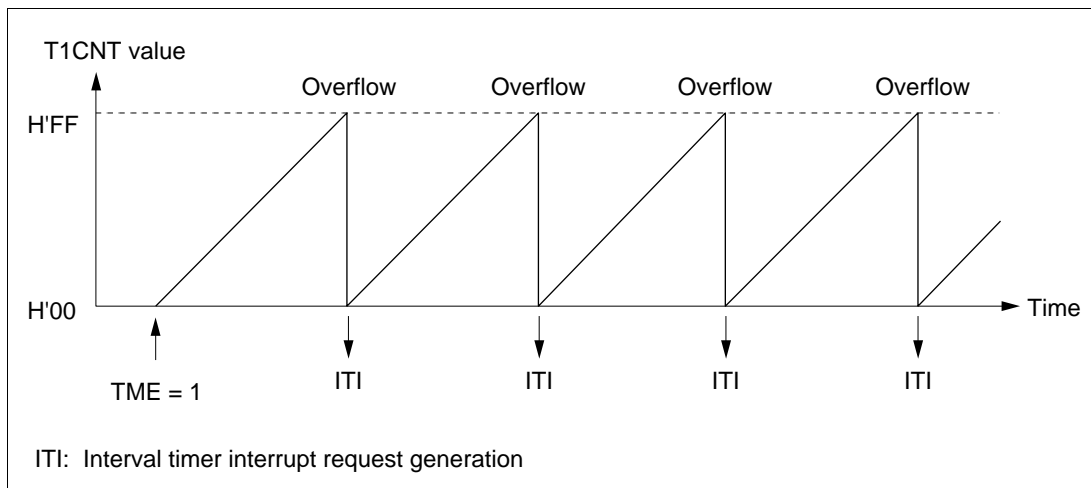 T1CNT value
Overflow Overflow Overflow Overflow
H'FF
H'00
Time
ITI ITI ITI ITI
TME = 1
ITI: Interval timer interrupt request generation